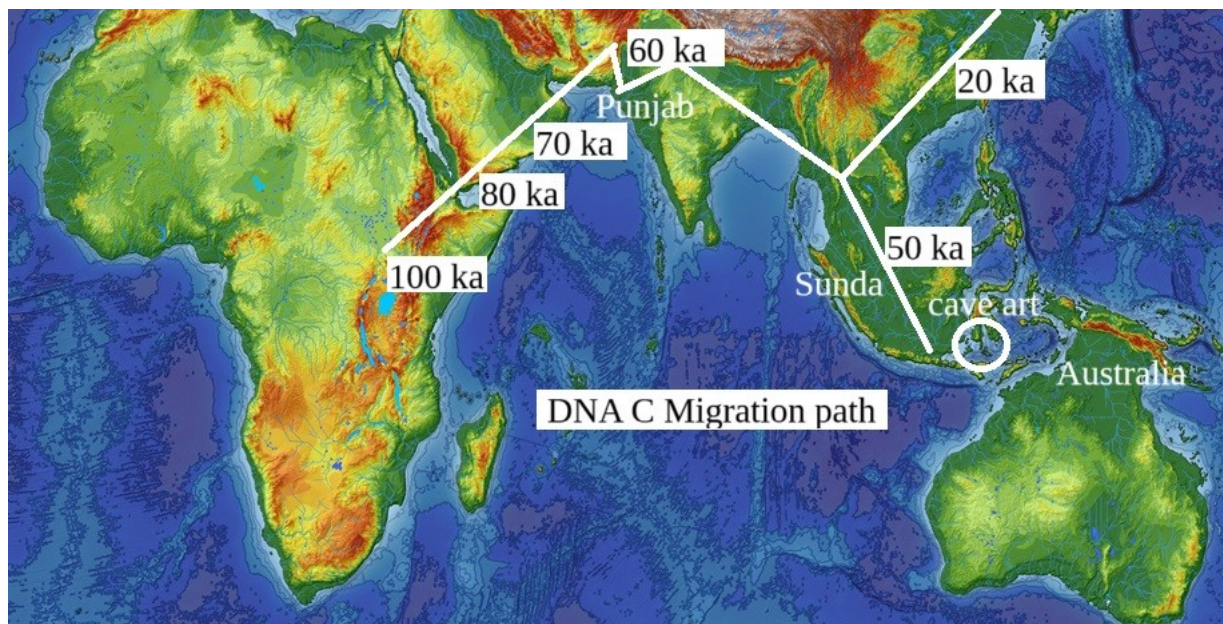 60 ka
20 ka
Punjab
70 ka
80 ka
50 ka
100 ka
Sunda
cave art
Australia
DNA C Migration path